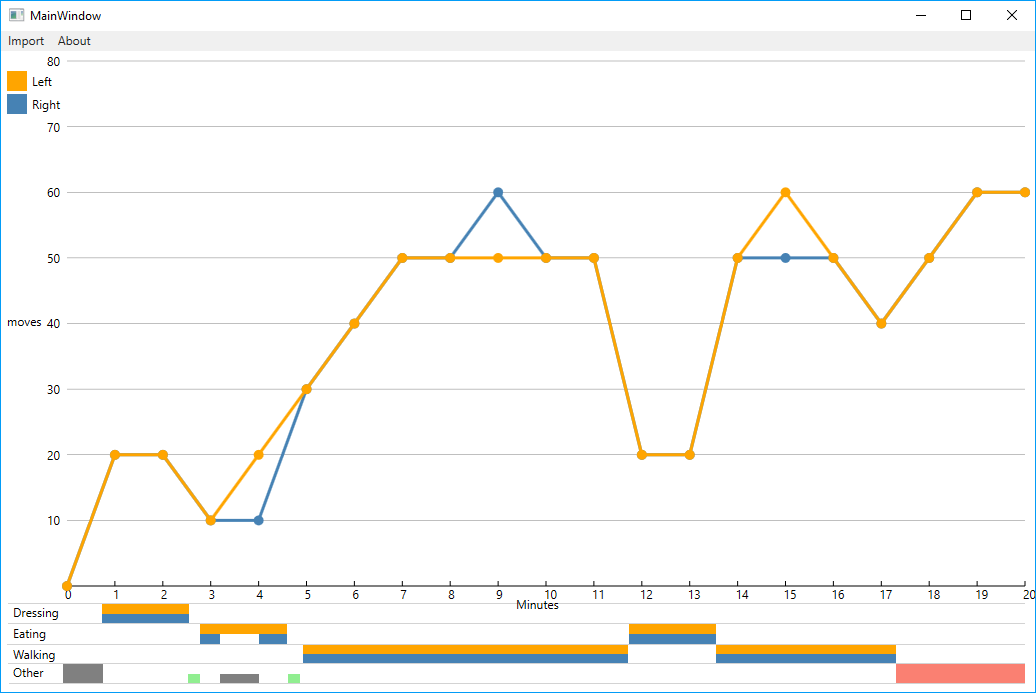 MainWindow
Import About
80
Left
Right
70
60
50
moves 40
30
20
10
0 1 2 3 4 5 6 7 8 9 10 11 12 13 14 15 16 17 18 19 20
Minutes
Dressing
Eating
Walking
Other